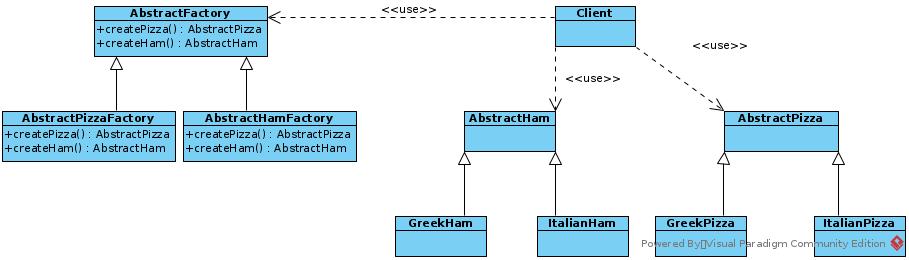 AbstractFactory
+createPizza() : AbstractPizza
+createHam() : AbstractHam
<<use>>
Client
<<use>>
<<use>>
AbstractPizzaFactory
+createPizza() : AbstractPizza
+createHam() : AbstractHam
AbstractHamFactory
+createPizza() : AbstractPizza
+createHam() : AbstractHam
AbstractHam
AbstractPizza
GreekHam
ItalianHam
GreekPizza
ItalianPizza
Powered By▯Visual Paradigm Community Edition